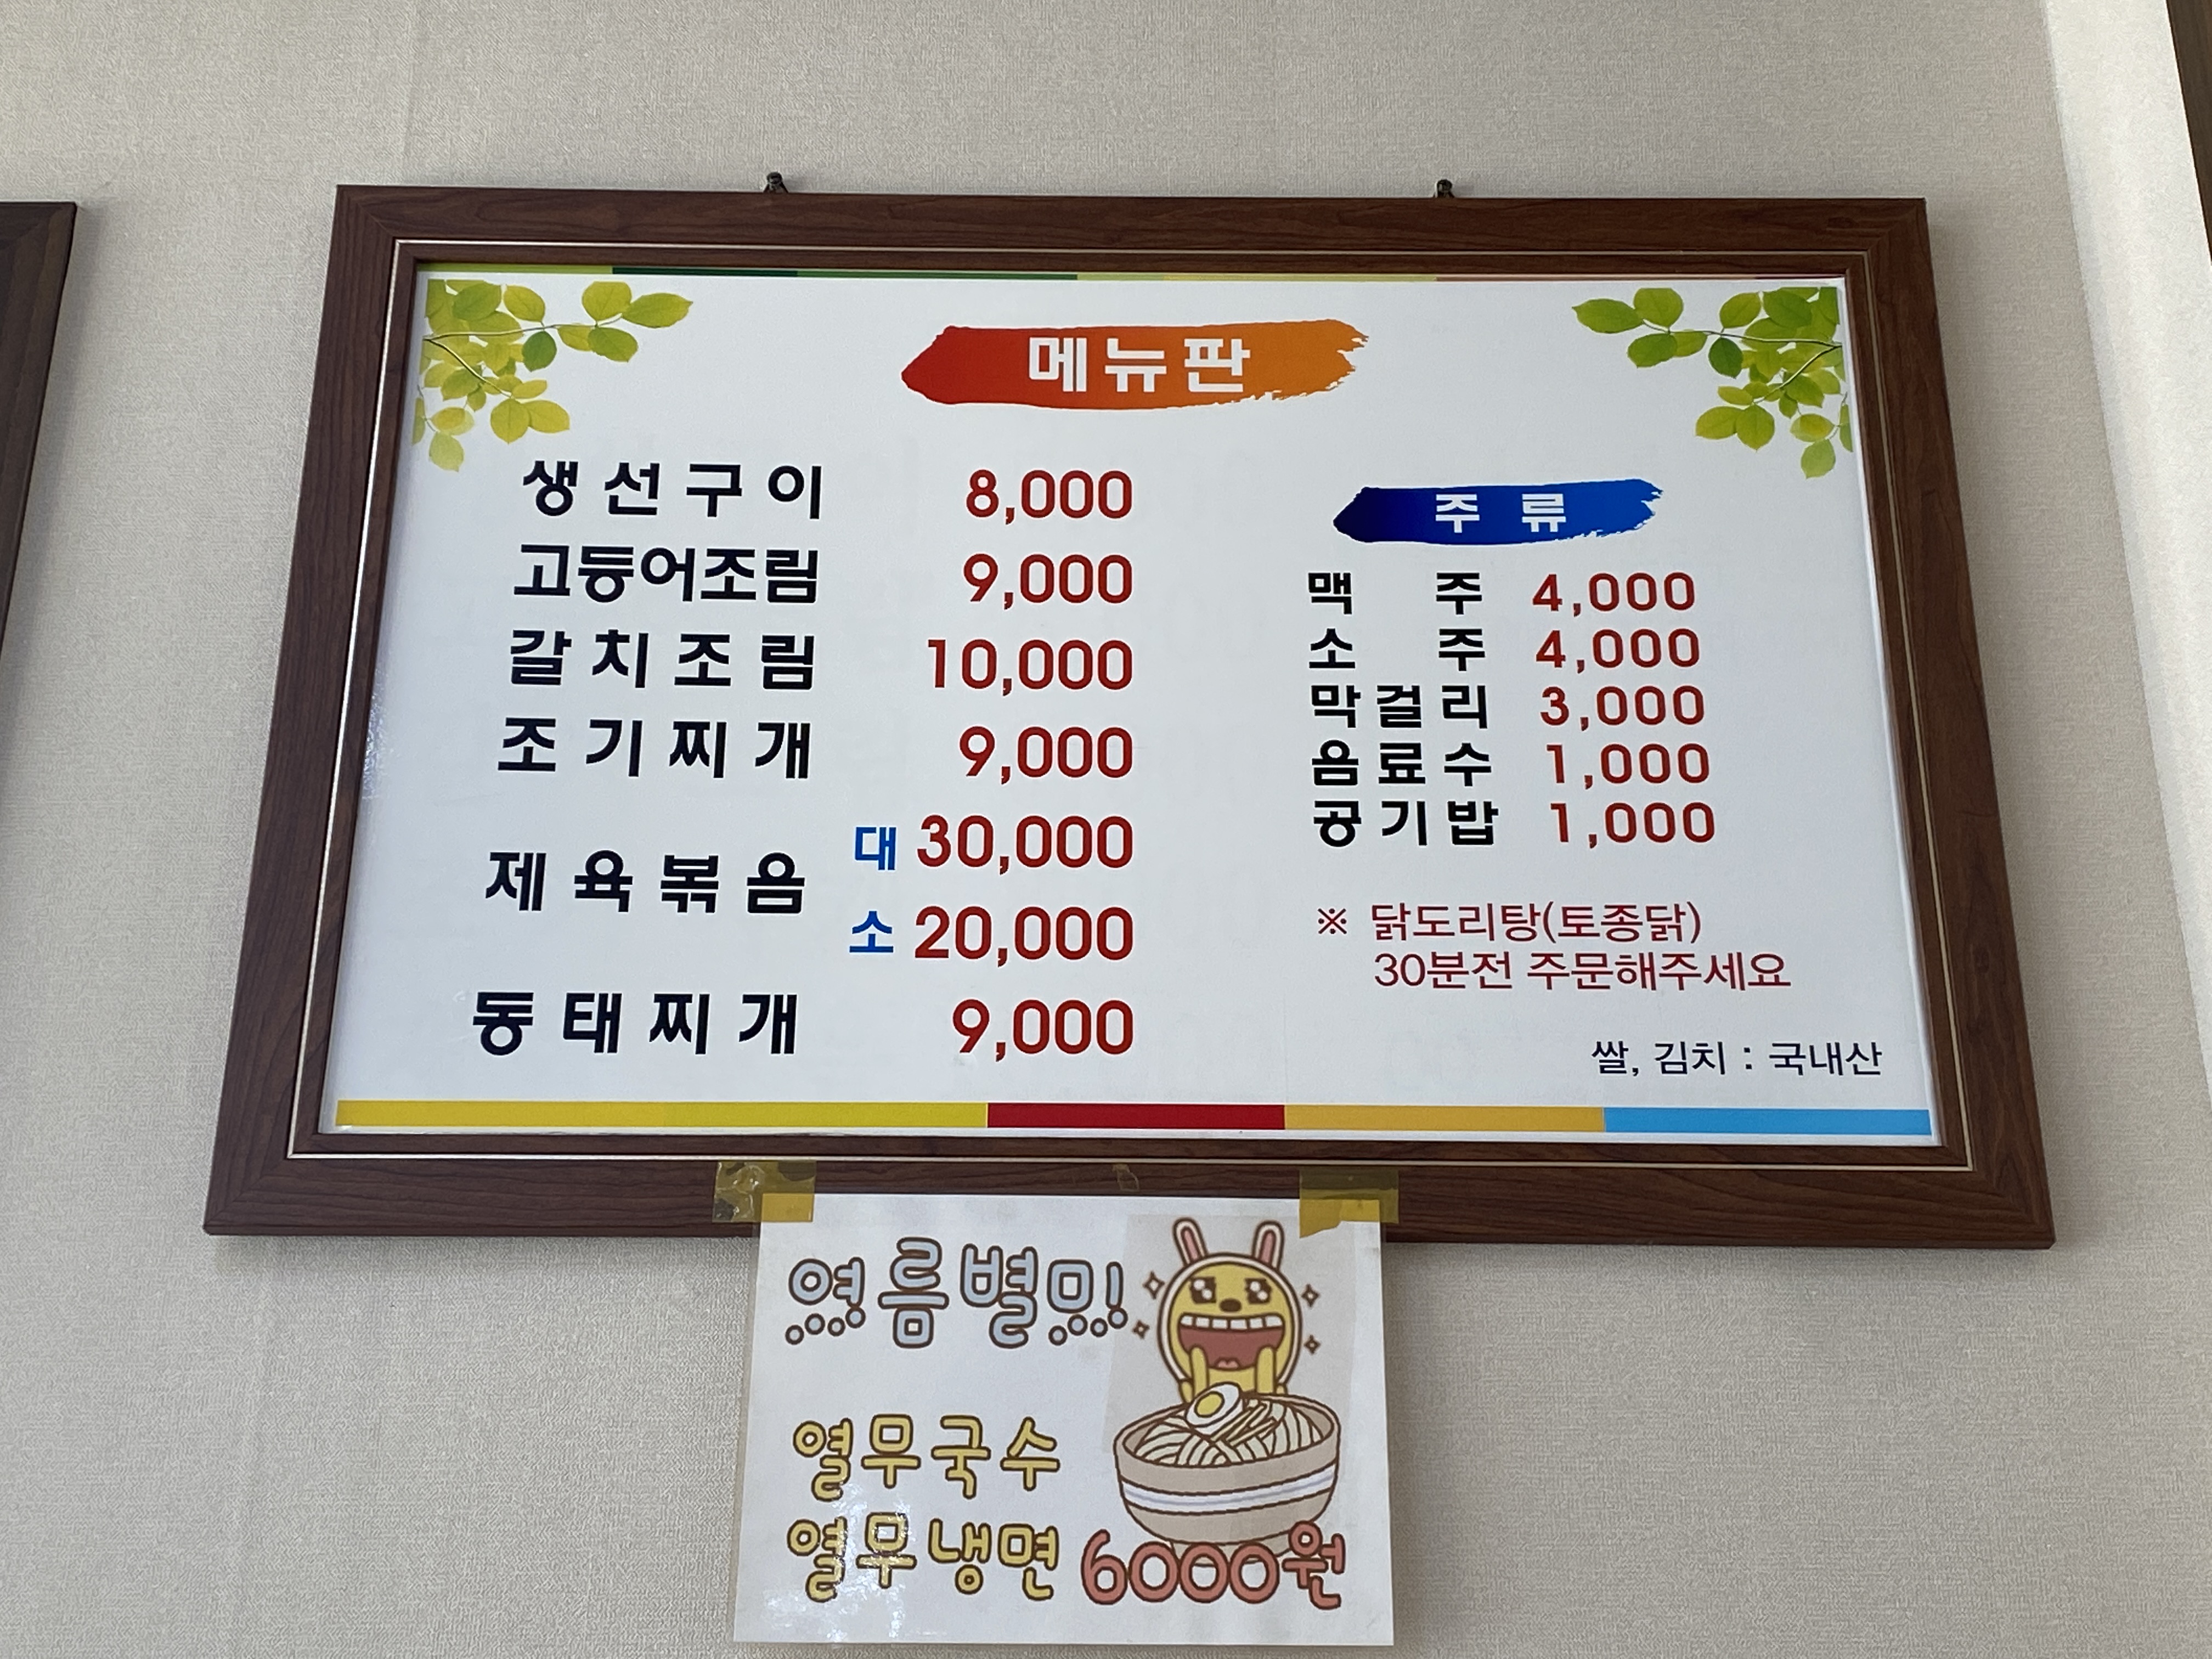 메뉴판
생선구이 8,000
고등어조림 9,000
갈치조림 10,000
조기찌개 9,000
제육볶음 대 30,000
소 20,000
동태찌개 9,000
주류
맥주 4,000
소주 4,000
막걸리 3,000
음료수 1,000
공기밥 1,000
※ 닭도리탕(토종닭)
30분전 주문해주세요
쌀, 김치 : 국내산
여름별미!
열무국수
열무냉면 6000원